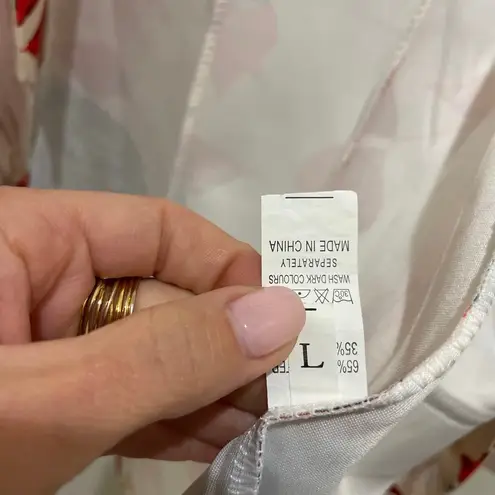 L
65%
35%
WASH DARK COLOURS
SEPARATELY
MADE IN CHINA